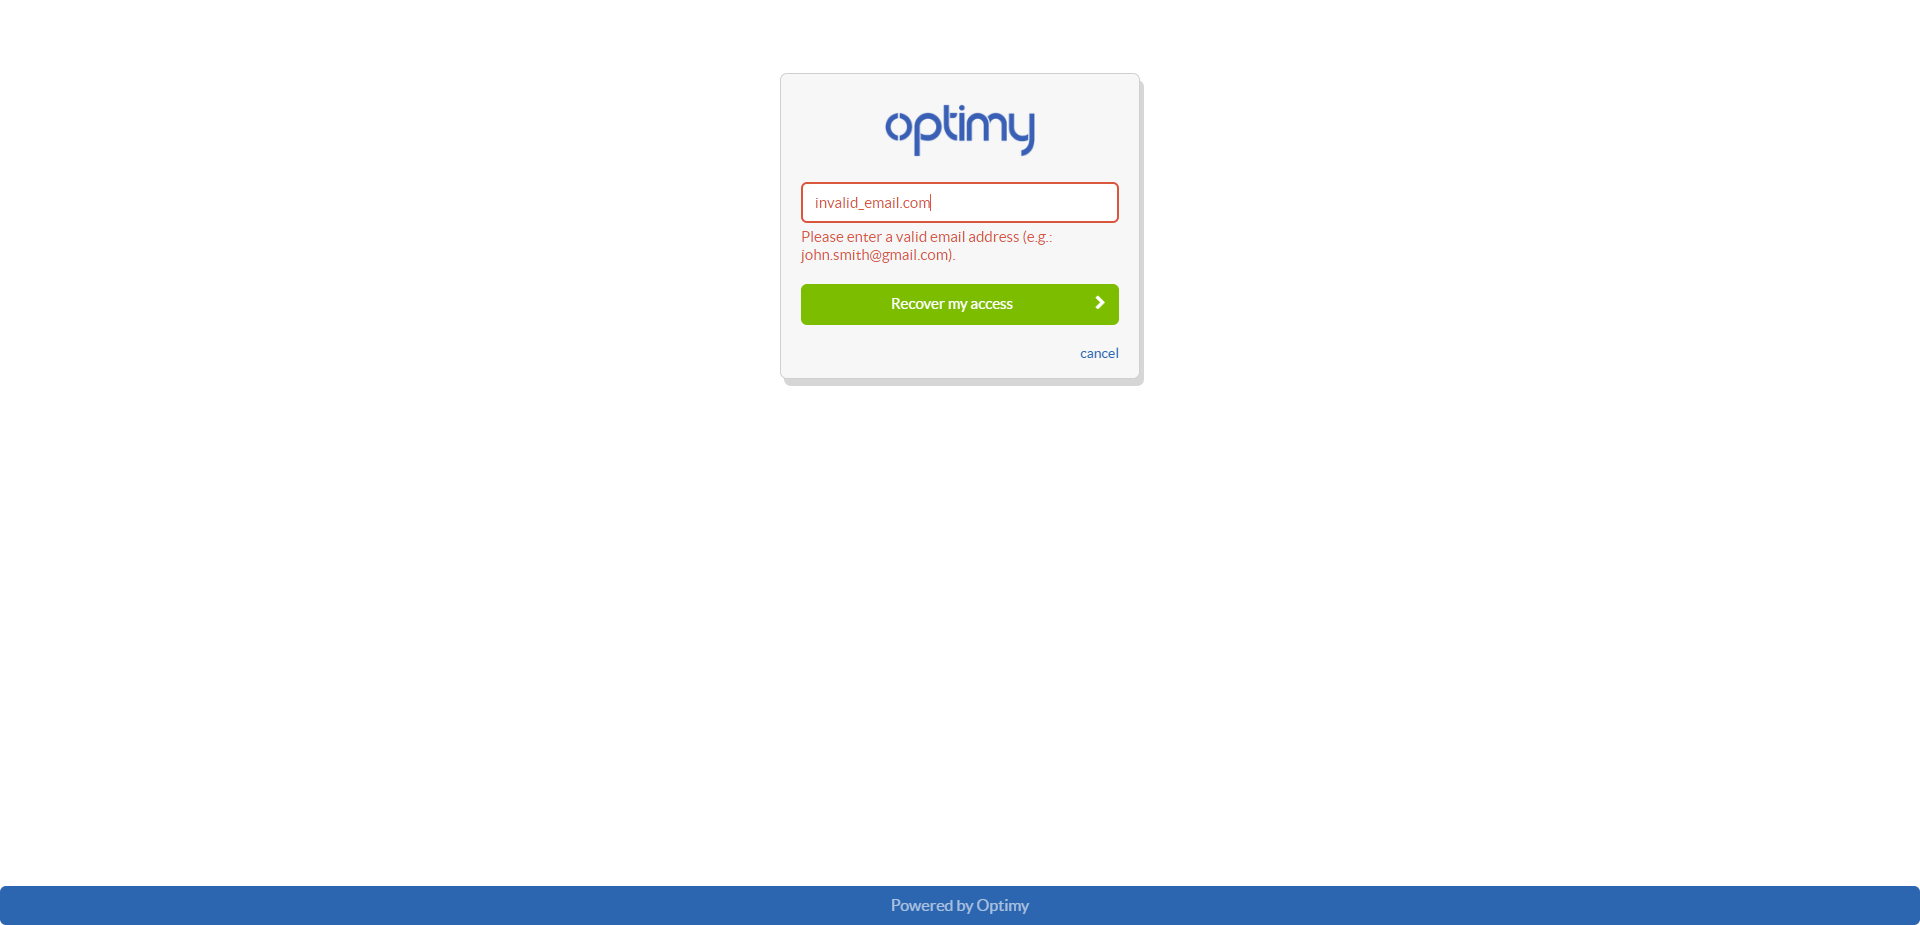 optimy
invalid_email.com
Please enter a valid email address (e.g.:
john.smith@gmail.com).
Recover my access
cancel
Powered by Optimy